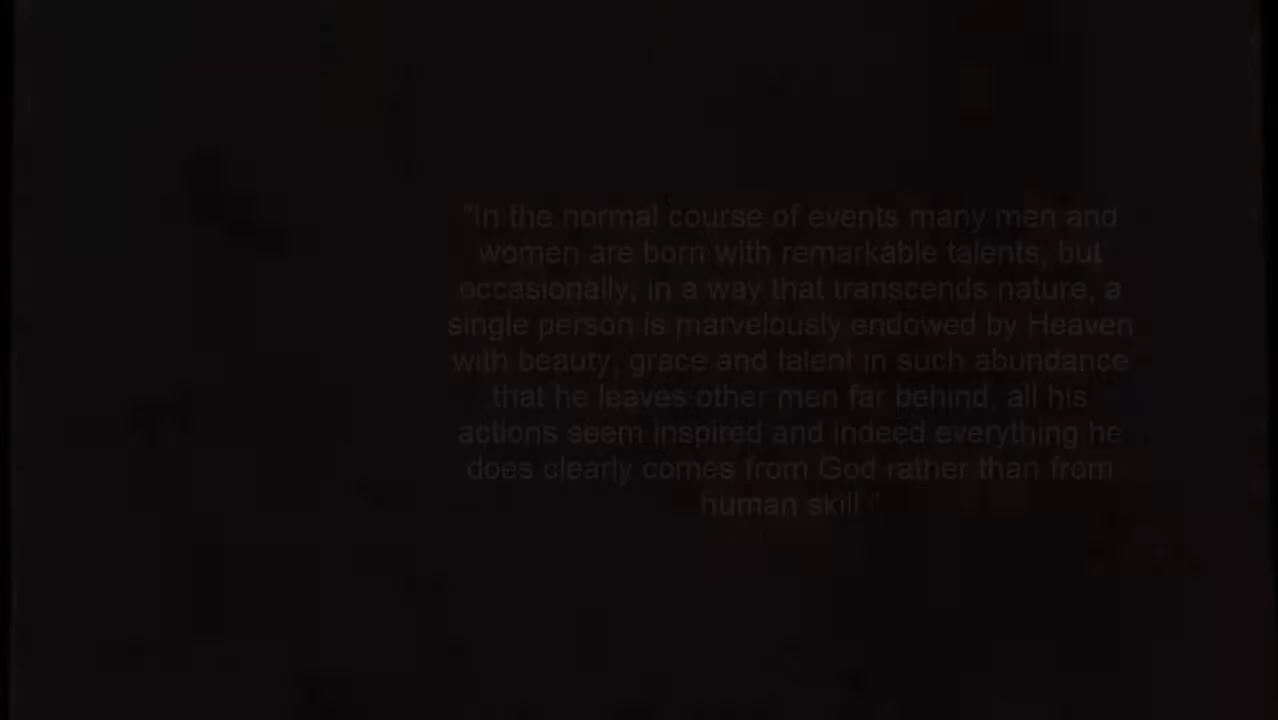 "In the normal course of events many men and
women are born with remarkable talents, but
occasionally, in a way that transcends nature, a
single person is marvelously endowed by Heaven
with beauty, grace and talent in such abundance
that he leaves other men far behind, all his
actions seem inspired and indeed everything he
does clearly comes from God rather than from
human skill."